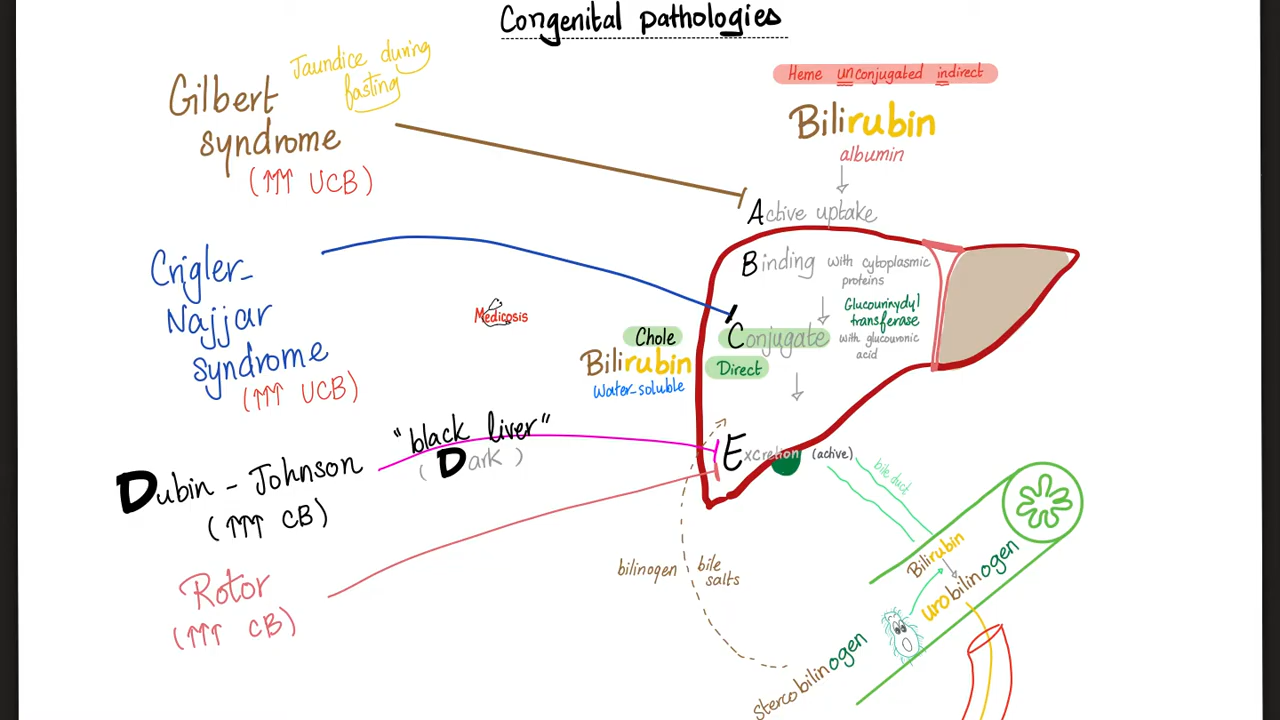 Congenital pathologies
Jaundice during
fasting
Gilbert
syndrome
(↑↑↑ UCB)
Heme unconjugated indirect
Bilirubin
albumin
Active uptake
Binding with cytoplasmic
proteins
Glucourinydyl
transferase
Conjugate with glucouronic
acid
Direct
Chole
Bilirubin
Water-soluble
Crigler-
Najjar
syndrome
(↑↑↑ UCB)
Medicosis
"black liver"
(Dark)
Dubin - Johnson
(↑↑↑ CB)
Excretion (active)
bile duct
Rotor
(↑↑↑ CB)
bilinogen
bile
salts
Bilirubin
urobilinogen
stercobilinogen